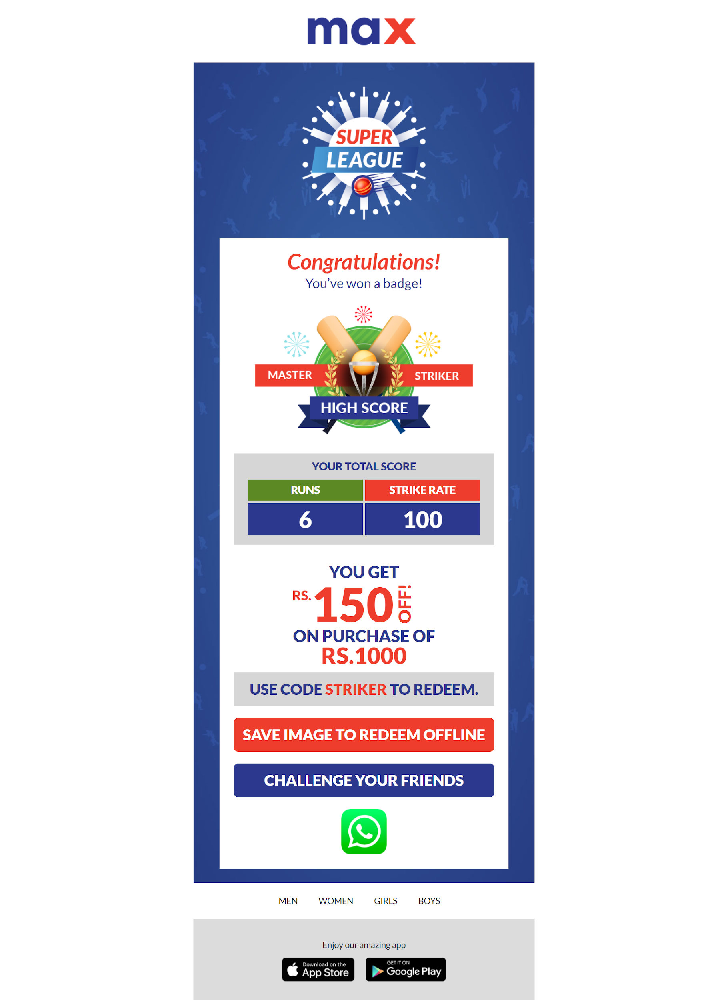 max
SUPER
LEAGUE
Congratulations!
You’ve won a badge!
MASTER STRIKER
HIGH SCORE
YOUR TOTAL SCORE
RUNS STRIKE RATE
6 100
YOU GET
RS. 150 OFF!
ON PURCHASE OF
RS.1000
USE CODE STRIKER TO REDEEM.
SAVE IMAGE TO REDEEM OFFLINE
CHALLENGE YOUR FRIENDS
MEN WOMEN GIRLS BOYS
Enjoy our amazing app
Download on the
App Store
GET IT ON
Google Play